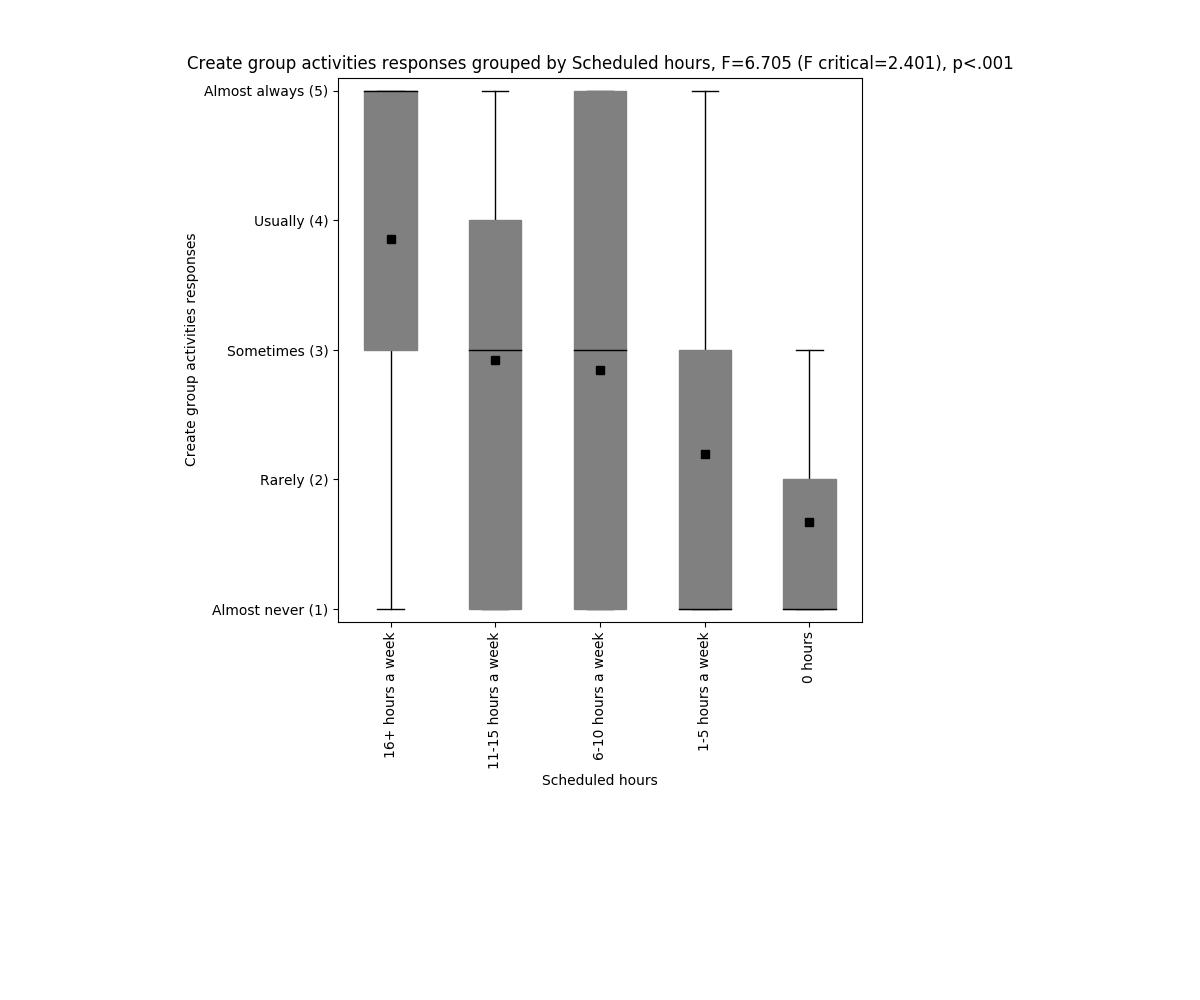 Create group activities responses grouped by Scheduled hours, F=6.705 (F critical=2.401), p<.001
Almost always (5)
Usually (4)
Sometimes (3)
Rarely (2)
Almost never (1)
Create group activities responses
16+ hours a week
11-15 hours a week
6-10 hours a week
1-5 hours a week
0 hours
Scheduled hours